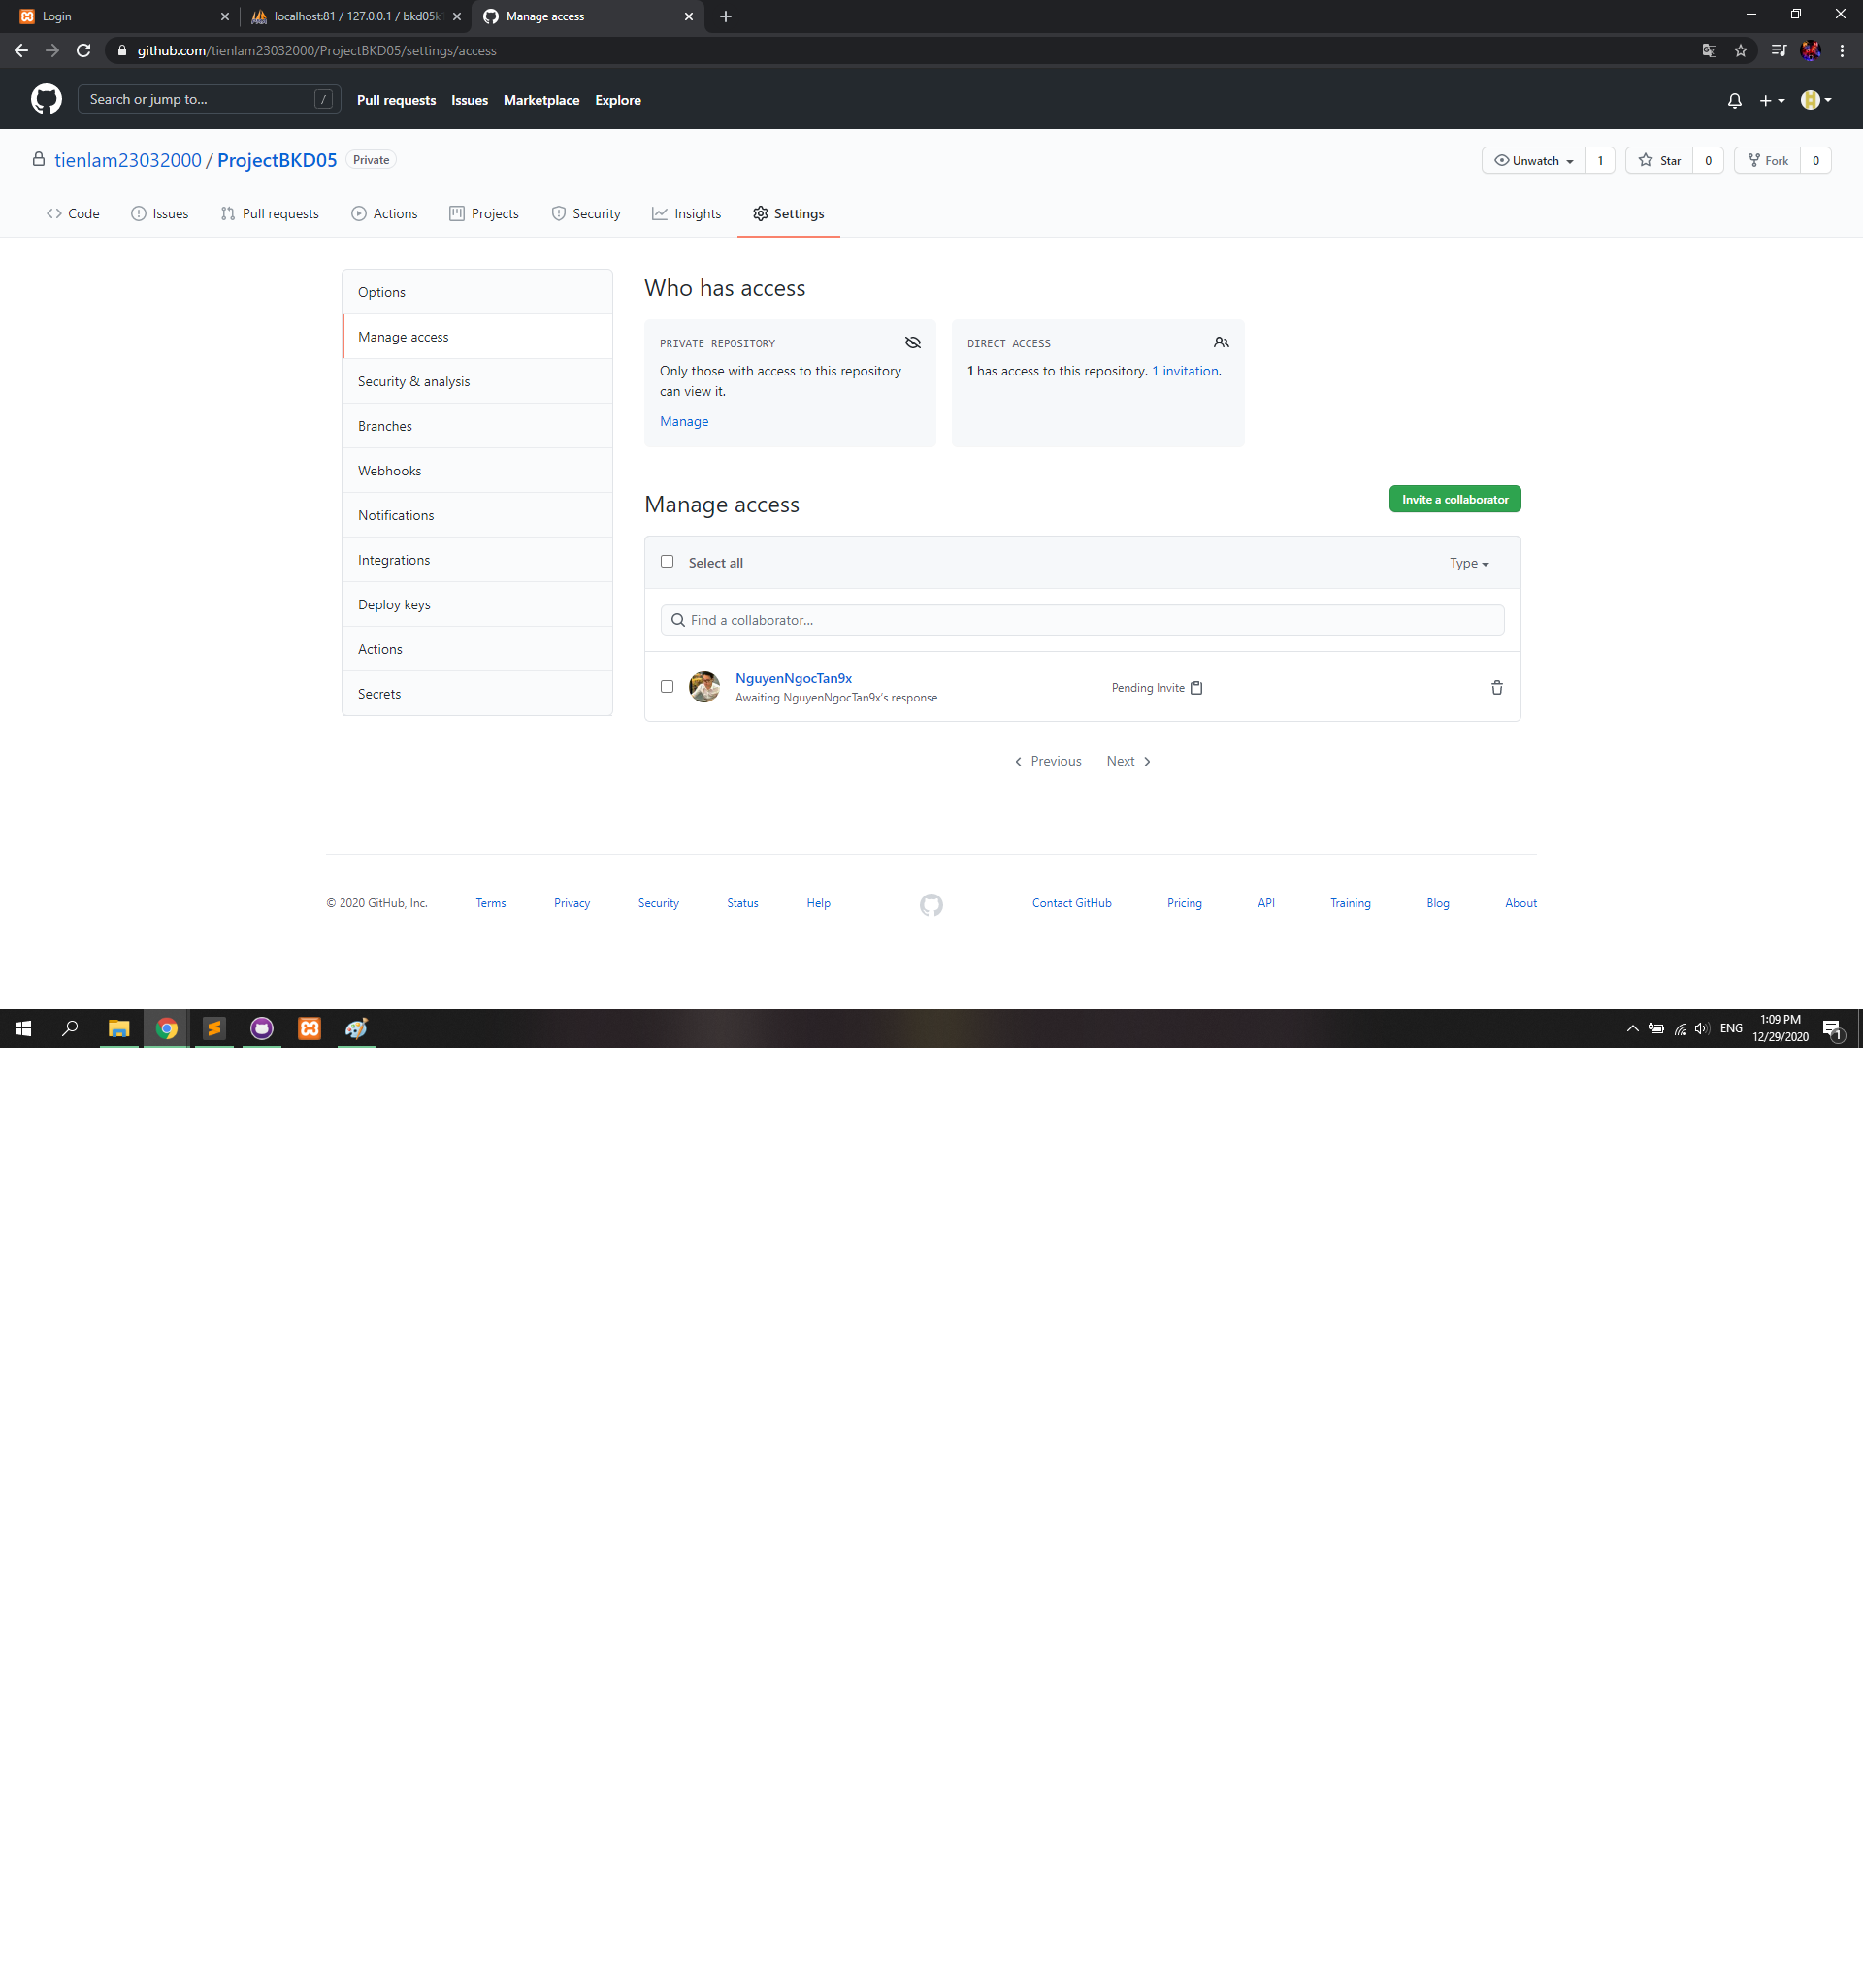 Login
localhost:81 / 127.0.0.1 / bkd05k
Manage access
github.com/tienlam23032000/ProjectBKD05/settings/access
Search or jump to...
/
Pull requests
Issues
Marketplace
Explore
tienlam23032000 / ProjectBKD05
Private
Unwatch
1
Star
0
Fork
0
Code
Issues
Pull requests
Actions
Projects
Security
Insights
Settings
Options
Manage access
Security & analysis
Branches
Webhooks
Notifications
Integrations
Deploy keys
Actions
Secrets
Who has access
PRIVATE REPOSITORY
Only those with access to this repository
can view it.
Manage
DIRECT ACCESS
1 has access to this repository. 1 invitation.
Manage access
Invite a collaborator
Select all
Type
Find a collaborator...
NguyenNgocTan9x
Awaiting NguyenNgocTan9x's response
Pending Invite
Previous
Next
© 2020 GitHub, Inc.
Terms
Privacy
Security
Status
Help
Contact GitHub
Pricing
API
Training
Blog
About
ENG
1:09 PM
12/29/2020
1